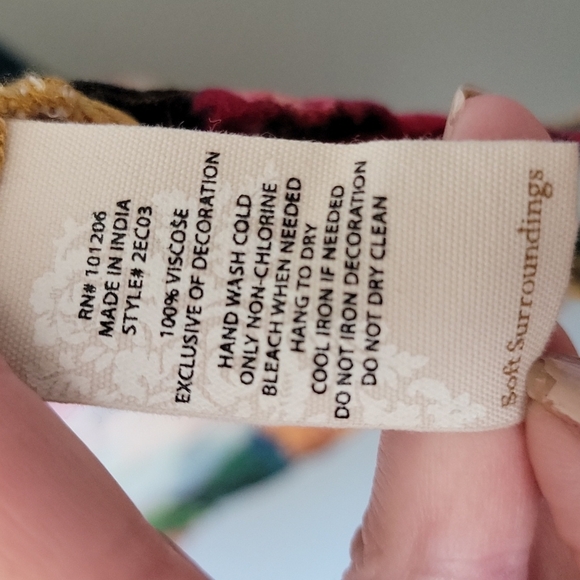 RN# 101206
MADE IN INDIA
STYLE# 2EC03
100% VISCOSE
EXCLUSIVE OF DECORATION
HAND WASH COLD
ONLY NON-CHLORINE
BLEACH WHEN NEEDED
HANG TO DRY
COOL IRON IF NEEDED
DO NOT IRON DECORATION
DO NOT DRY CLEAN
Soft Surroundings